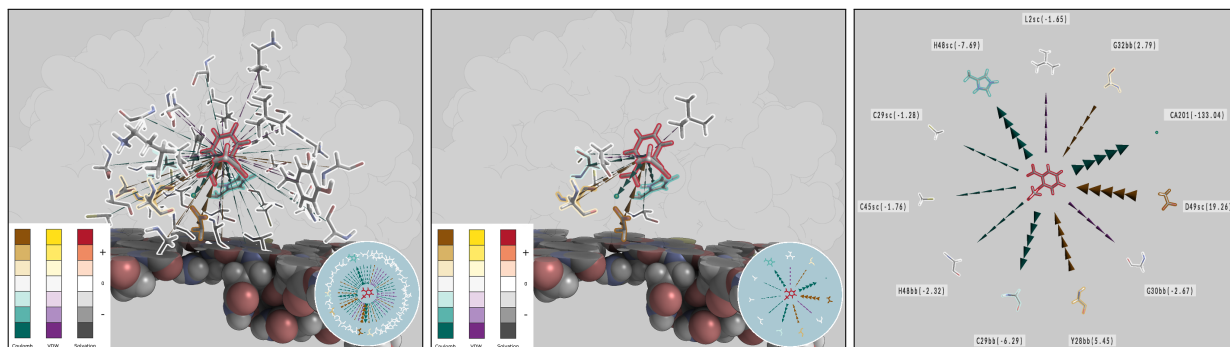 +
0
−
Coulomb VDW Solvation
+
0
−
Coulomb VDW Solvation
L2sc(-1.65)
H48sc(-7.69)
G32bb(2.79)
C29sc(-1.28)
CA201(-133.04)
C45sc(-1.76)
D49sc(19.26)
H48bb(-2.32)
G30bb(-2.67)
C29bb(-6.29)
Y28bb(5.45)